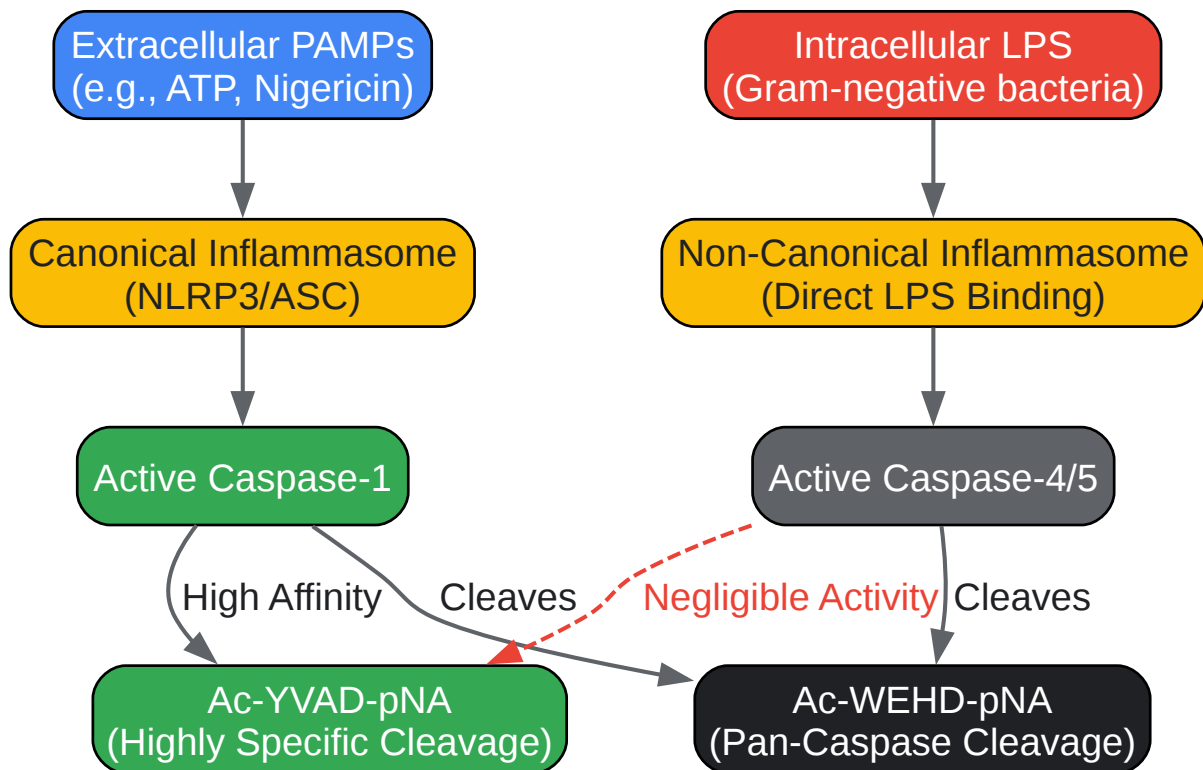 Extracellular PAMPs
(e.g., ATP, Nigericin)
Intracellular LPS
(Gram-negative bacteria)
Canonical Inflammasome
(NLRP3/ASC)
Non-Canonical Inflammasome
(Direct LPS Binding)
Active Caspase-1
Active Caspase-4/5
High Affinity
Cleaves
Negligible Activity
Cleaves
Ac-YVAD-pNA
(Highly Specific Cleavage)
Ac-WEHD-pNA
(Pan-Caspase Cleavage)